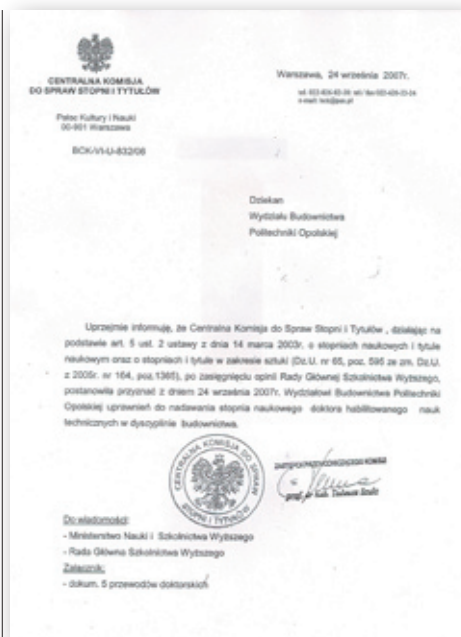 CENTRALNA KOMISJA
DO SPRAW STOPNI I TYTUŁÓW
Warszawa, 24 września 2007r.
Pałac Kultury i Nauki
00-901 Warszawa
BCK-VI-U-832/06
Dziekan
Wydziału Budownictwa
Politechniki Opolskiej
Uprzejmie informuję, że Centralna Komisja do Spraw Stopni i Tytułów , działając na
podstawie art. 5 ust. 2 ustawy z dnia 14 marca 2003r. o stopniach naukowych i tytule
naukowym oraz o stopniach i tytule w zakresie sztuki (Dz.U. nr 65, poz. 595 ze zm. Dz.U.
z 2005r. nr 164, poz.1365), po zasięgnięciu opinii Rady Głównej Szkolnictwa Wyższego,
postanowiła przyznać z dniem 24 września 2007r. Wydziałowi Budownictwa Politechniki
Opolskiej uprawnień do nadawania stopnia naukowego doktora habilitowanego nauk
technicznych w dyscyplinie budownictwo.
CENTRALNA KOMISJA DO SPRAW
STOPNI I TYTUŁÓW
prof. dr hab.
Do wiadomości:
- Ministerstwo Nauki i Szkolnictwa Wyższego
- Rada Główna Szkolnictwa Wyższego
Załącznik:
- dokum. 5 przewodów doktorskich